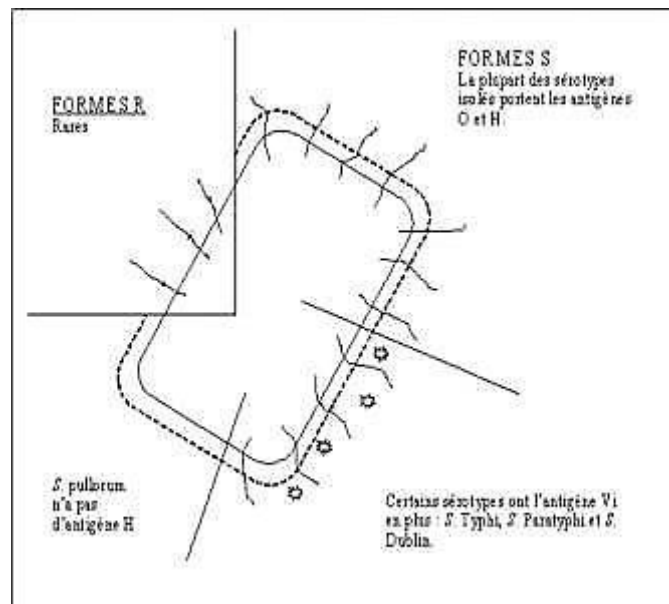 FORMES R
Rares
FORMES S
La plupart des sérotypes
isolés portent les antigènes
O et H.
S. pullorum
n'a pas
d'antigène H
Certains sérotypes ont l'antigène Vi
en plus : S. Typhi, S. Paratyphi et S.
Dublin.